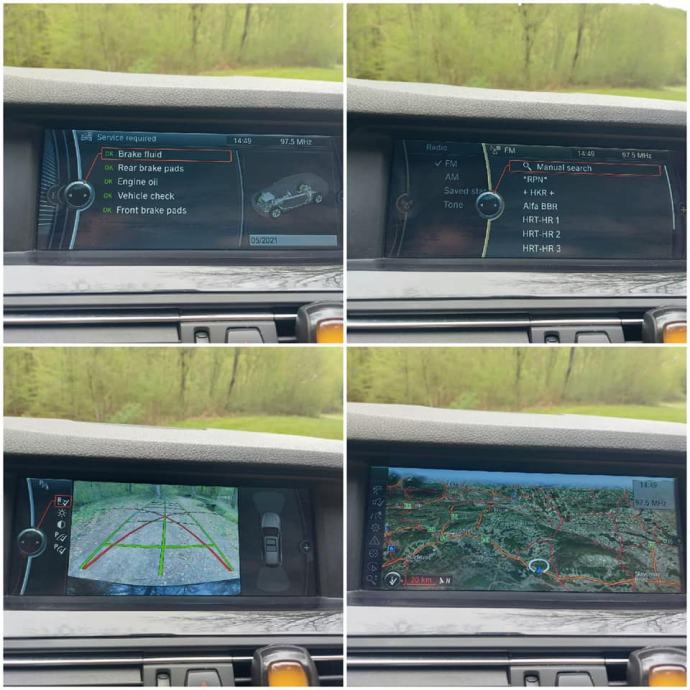 Service required
14:49
97.5 MHz
OK Brake fluid
OK Rear brake pads
OK Engine oil
OK Vehicle check
OK Front brake pads
05/2021
Radio
FM
14:49
97.5 MHz
FM
AM
Saved sta
Tone
Manual search
*RPN*
+ HKR +
Alfa BBR
HRT-HR 1
HRT-HR 2
HRT-HR 3
14:49
97.5 MHz
20 km
N